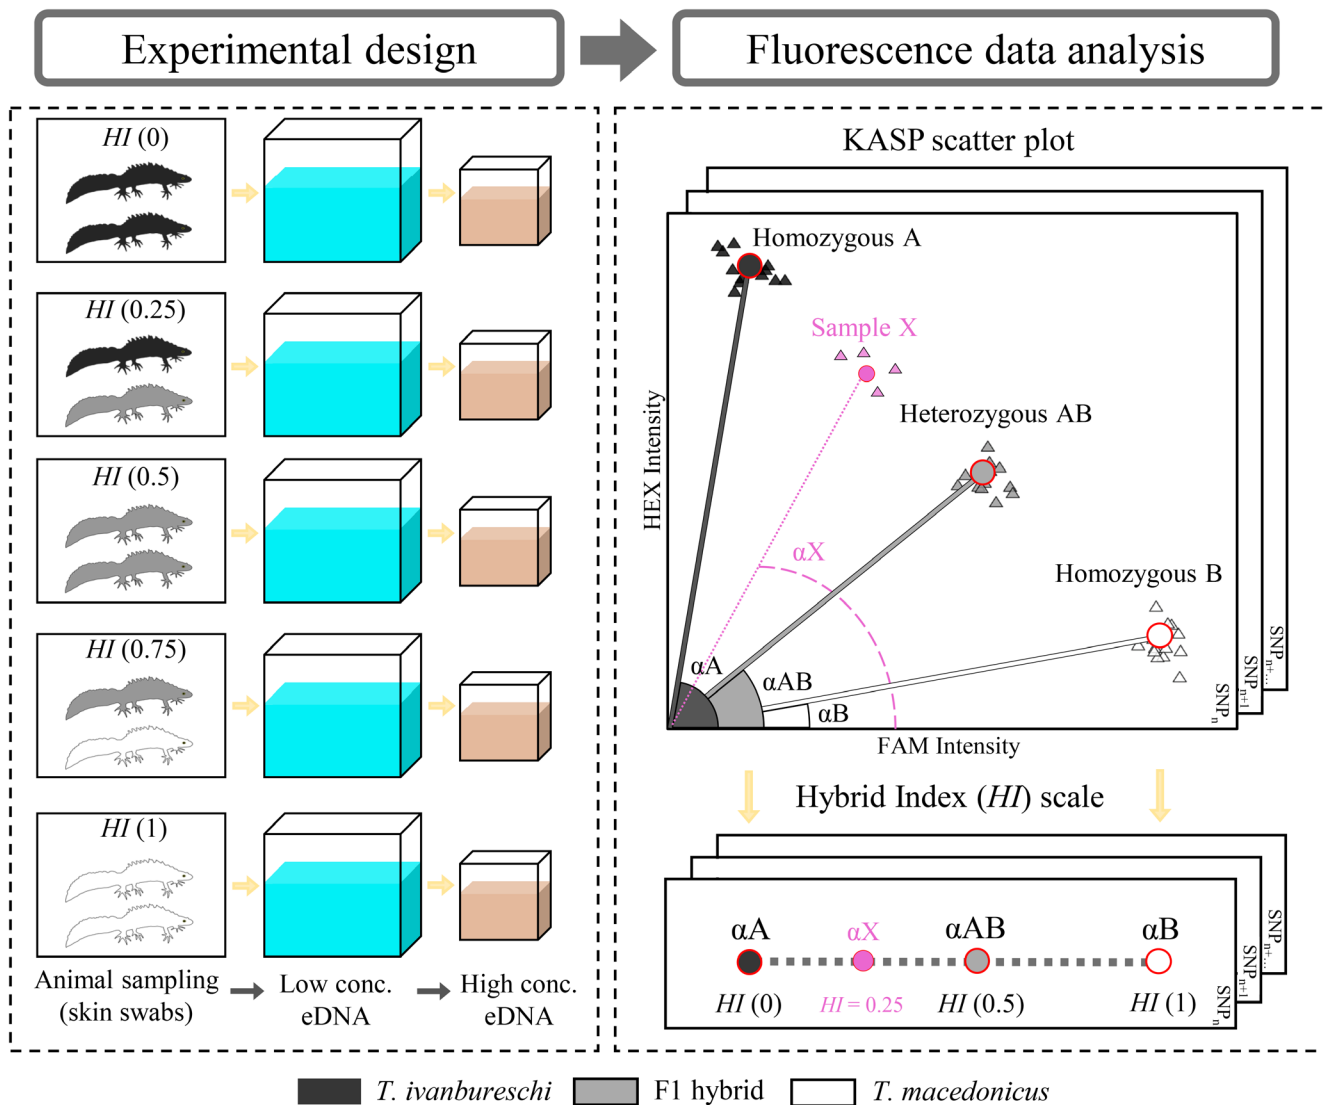 Experimental design
Fluorescence data analysis
HI (0)
HI (0.25)
HI (0.5)
HI (0.75)
HI (1)
Animal sampling
(skin swabs)
Low conc.
eDNA
High conc.
eDNA
KASP scatter plot
Homozygous A
Sample X
Heterozygous AB
Homozygous B
HEX Intensity
αX
αA
αAB
αB
FAM Intensity
SNPn
SNPn+1
SNPn+...
Hybrid Index (HI) scale
αA
αX
αAB
αB
HI (0)
HI = 0.25
HI (0.5)
HI (1)
SNPn
SNPn+1
SNPn+...
T. ivanbureschi
F1 hybrid
T. macedonicus